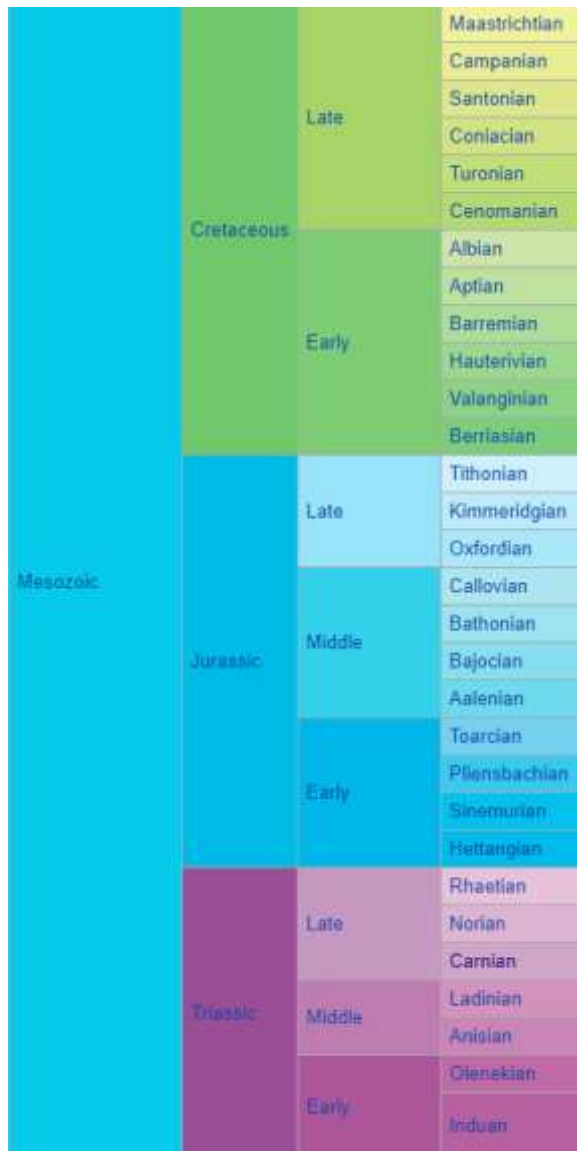 Mesozoic
Cretaceous
Late
Maastrichtian
Campanian
Santonian
Coniacian
Turonian
Cenomanian
Early
Albian
Aptian
Barremian
Hauterivian
Valanginian
Berriasian
Jurassic
Late
Tithonian
Kimmeridgian
Oxfordian
Middle
Callovian
Bathonian
Bajocian
Aalenian
Early
Toarcian
Pliensbachian
Sinemurian
Hettangian
Triassic
Late
Rhaetian
Norian
Carnian
Middle
Ladinian
Anisian
Early
Olenekian
Induan